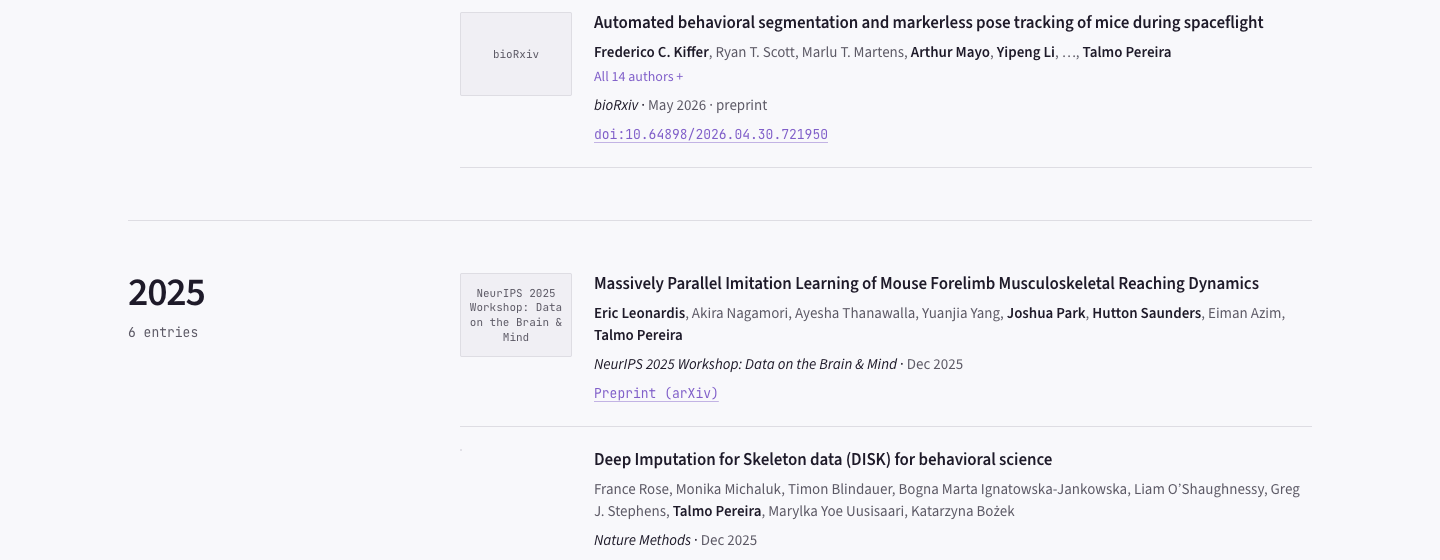 bioRxiv
Automated behavioral segmentation and markerless pose tracking of mice during spaceflight
Frederico C. Kiffer, Ryan T. Scott, Marlu T. Martens, Arthur Mayo, Yipeng Li, …, Talmo Pereira
All 14 authors +
bioRxiv · May 2026 · preprint
doi:10.64898/2026.04.30.721950
2025
6 entries
NeurIPS 2025
Workshop: Data
on the Brain &
Mind
Massively Parallel Imitation Learning of Mouse Forelimb Musculoskeletal Reaching Dynamics
Eric Leonardis, Akira Nagamori, Ayesha Thanawalla, Yuanjia Yang, Joshua Park, Hutton Saunders, Eiman Azim,
Talmo Pereira
NeurIPS 2025 Workshop: Data on the Brain & Mind · Dec 2025
Preprint (arXiv)
Deep Imputation for Skeleton data (DISK) for behavioral science
France Rose, Monika Michaluk, Timon Blindauer, Bogna Marta Ignatowska-Jankowska, Liam O’Shaughnessy, Greg
J. Stephens, Talmo Pereira, Marylka Yoe Uusisaari, Katarzyna Bożek
Nature Methods · Dec 2025